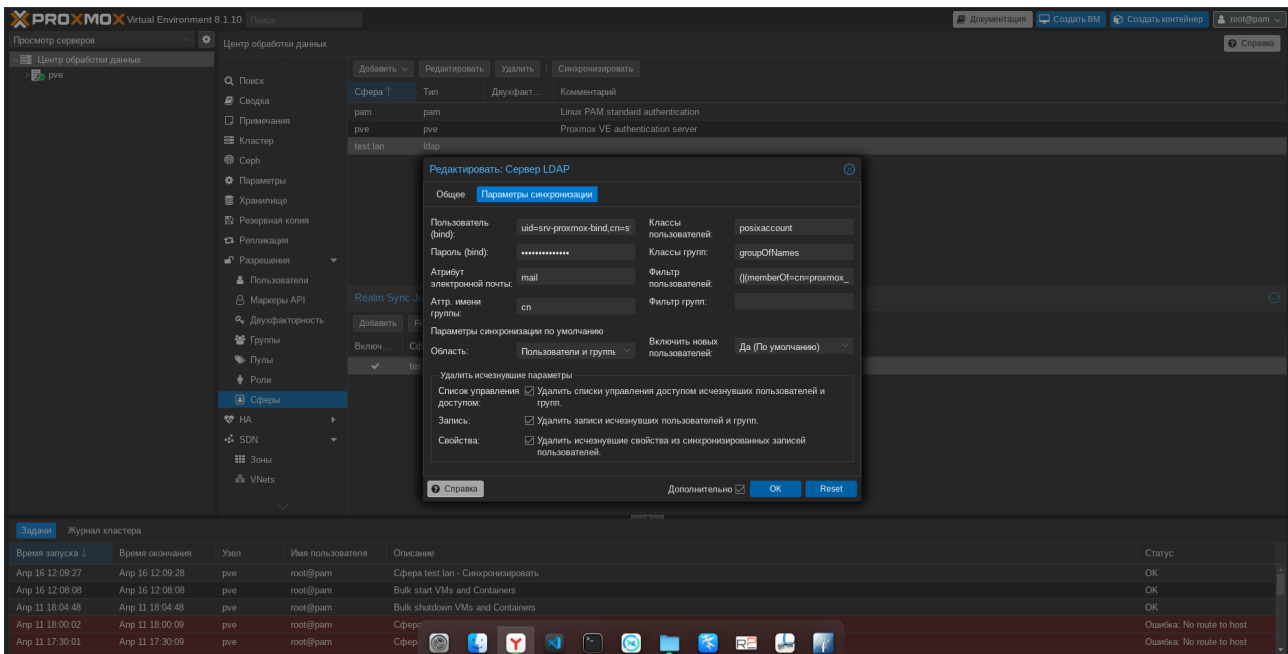 PROXMOX Virtual Environment 8.1.10 Поиск
Документация Создать ВМ Создать контейнер root@pam
Просмотр серверов
Центр обработки данных
Справка
Центр обработки данных
pve
Поиск
Сводка
Примечания
Кластер
Ceph
Параметры
Хранилище
Резервная копия
Репликация
Разрешения
Пользователи
Маркеры API
Двухфакторность
Группы
Пулы
Роли
Сферы
HA
SDN
Зоны
VNets
Добавить Редактировать Удалить Синхронизировать
Сфера Тип Двухфакт... Комментарий
pam pam Linux PAM standard authentication
pve pve Proxmox VE authentication server
test.lan ldap
Realm Sync
Добавить
Включ...
Редактировать: Сервер LDAP
Общее Параметры синхронизации
Пользователь (bind): uid=srv-proxmox-bind,cn=s
Классы пользователей: posixaccount
Пароль (bind): ••••••••••••••
Классы групп: groupOfNames
Атрибут электронной почты: mail
Фильтр пользователей: (|(memberOf=cn=proxmox_
Аттр. имени группы: cn
Фильтр групп:
Параметры синхронизации по умолчанию
Область: Пользователи и группы
Включить новых пользователей: Да (По умолчанию)
Удалить исчезнувшие параметры
Список управления доступом: Удалить списки управления доступом исчезнувших пользователей и групп.
Запись: Удалить записи исчезнувших пользователей и групп.
Свойства: Удалить исчезнувшие свойства из синхронизированных записей пользователей.
Справка Дополнительно OK Reset
Задачи Журнал кластера
Время запуска Время окончания Узел Имя пользователя Описание Статус
Апр 16 12:09:27 Апр 16 12:09:28 pve root@pam Сфера test.lan - Синхронизировать OK
Апр 16 12:08:08 Апр 16 12:08:08 pve root@pam Bulk start VMs and Containers OK
Апр 11 18:04:48 Апр 11 18:04:48 pve root@pam Bulk shutdown VMs and Containers OK
Апр 11 18:00:02 Апр 11 18:00:09 pve root@pam Сфер Ошибка: No route to host
Апр 11 17:30:01 Апр 11 17:30:09 pve root@pam Сфер Ошибка: No route to host